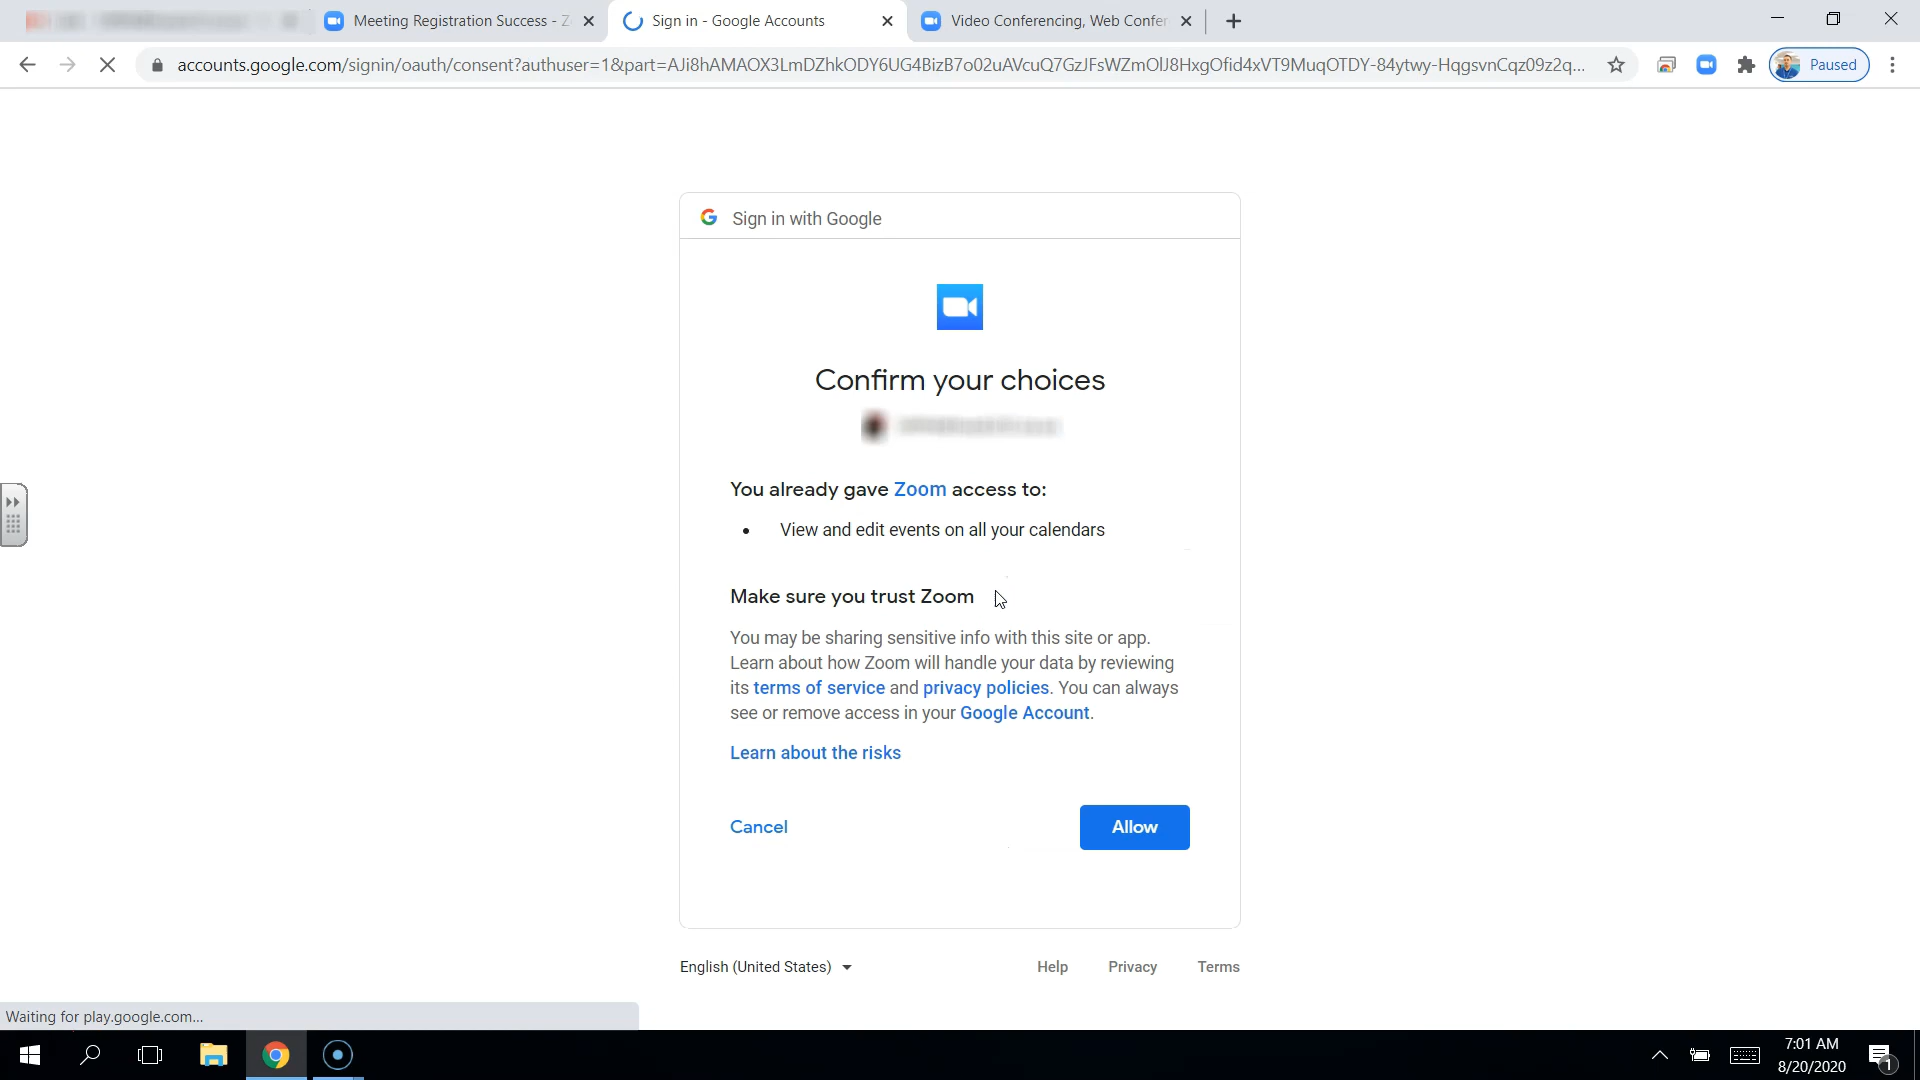 Meeting Registration Success - Z
Sign in - Google Accounts
Video Conferencing, Web Confer
accounts.google.com/signin/oauth/consent?authuser=1&part=AJi8hAMAOX3LmDZhkODY6UG4BizB7o02uAVcuQ7GzJFsWZmOlJ8HxgOfid4xVT9MuqOTDY-84ytwy-HqgsvnCqz09z2q...
Paused
Sign in with Google
Confirm your choices
You already gave Zoom access to:
• View and edit events on all your calendars
Make sure you trust Zoom
You may be sharing sensitive info with this site or app.
Learn about how Zoom will handle your data by reviewing
its terms of service and privacy policies. You can always
see or remove access in your Google Account.
Learn about the risks
Cancel
Allow
English (United States)
Help
Privacy
Terms
Waiting for play.google.com...
7:01 AM
8/20/2020
1